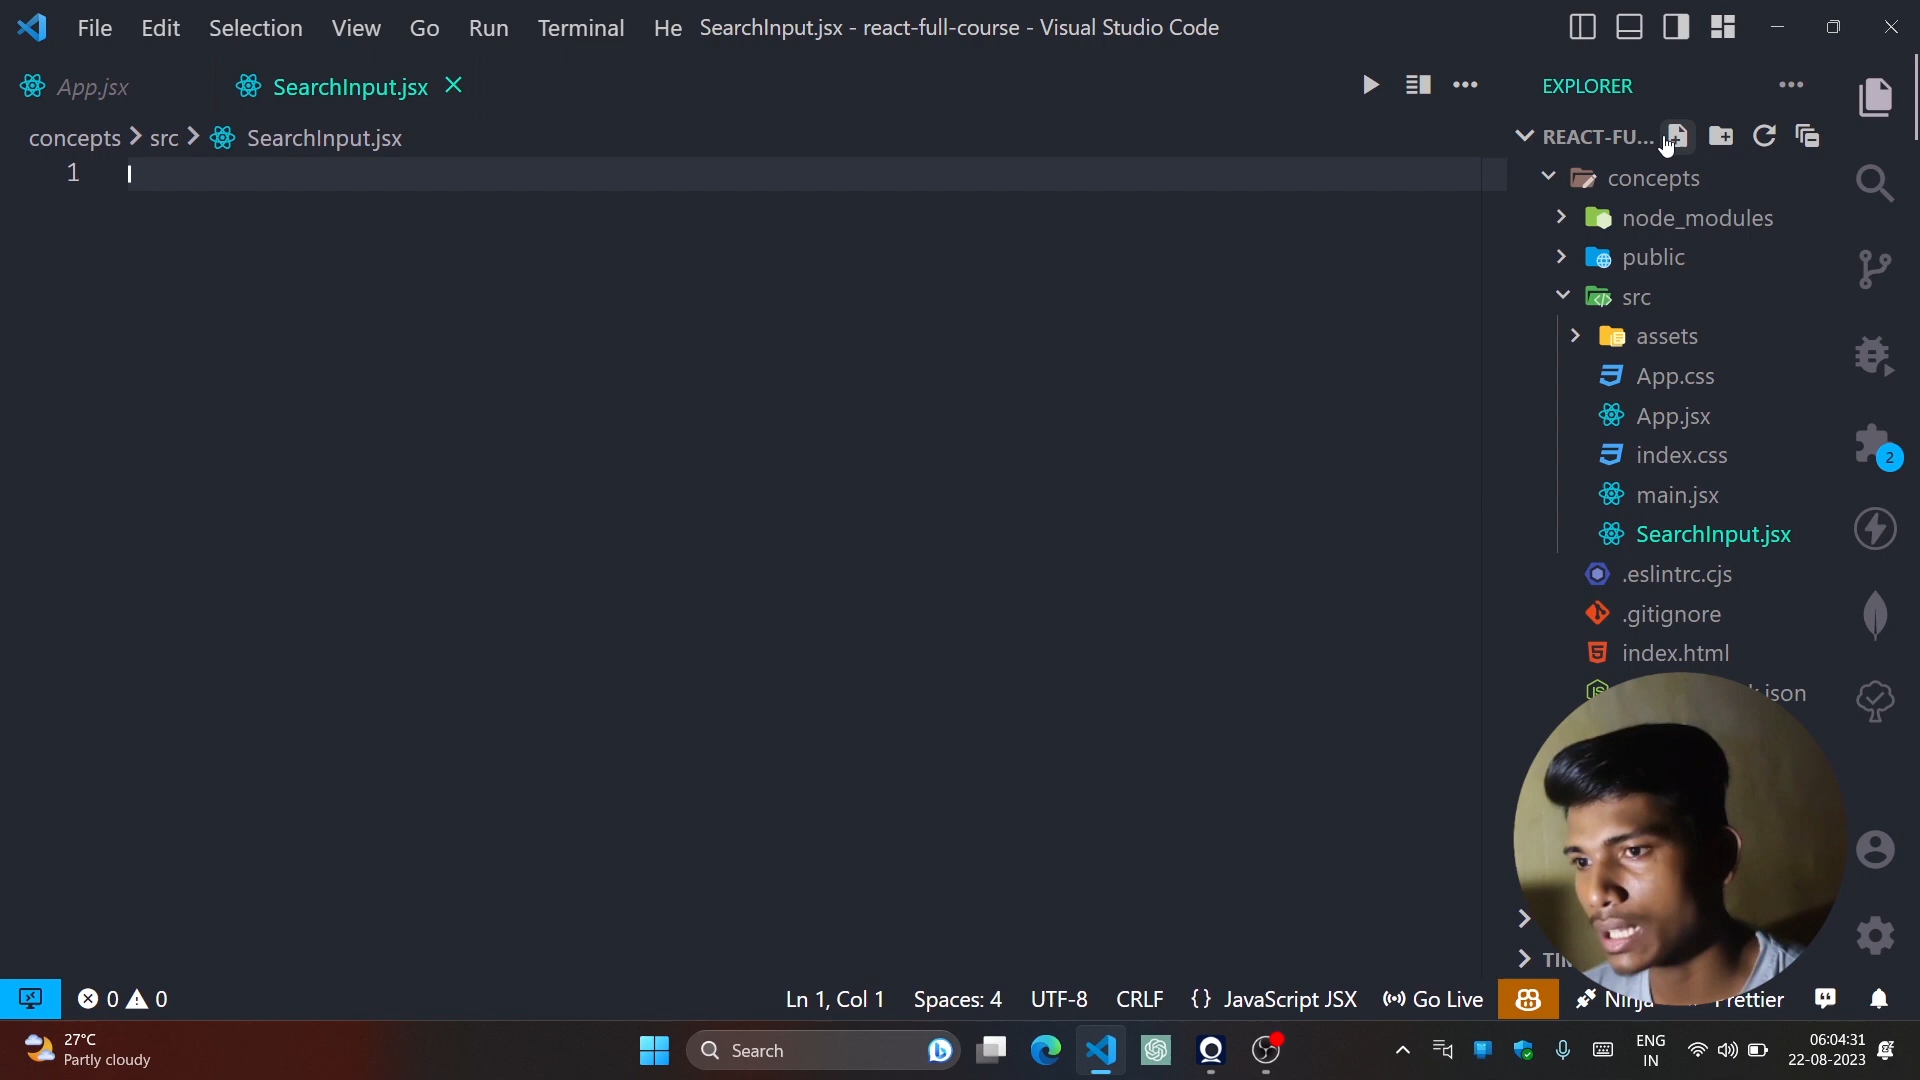 File Edit Selection View Go Run Terminal He SearchInput.jsx - react-full-course - Visual Studio Code
App.jsx SearchInput.jsx
concepts src SearchInput.jsx
1
EXPLORER
REACT-FU...
concepts
node_modules
public
src
assets
App.css
App.jsx
index.css
main.jsx
SearchInput.jsx
.eslintrc.cjs
.gitignore
index.html
2
0 0 Ln 1, Col 1 Spaces: 4 UTF-8 CRLF {} JavaScript JSX Go Live Ninja Prettier
27°C
Partly cloudy
Search
ENG
IN
06:04:31
22-08-2023